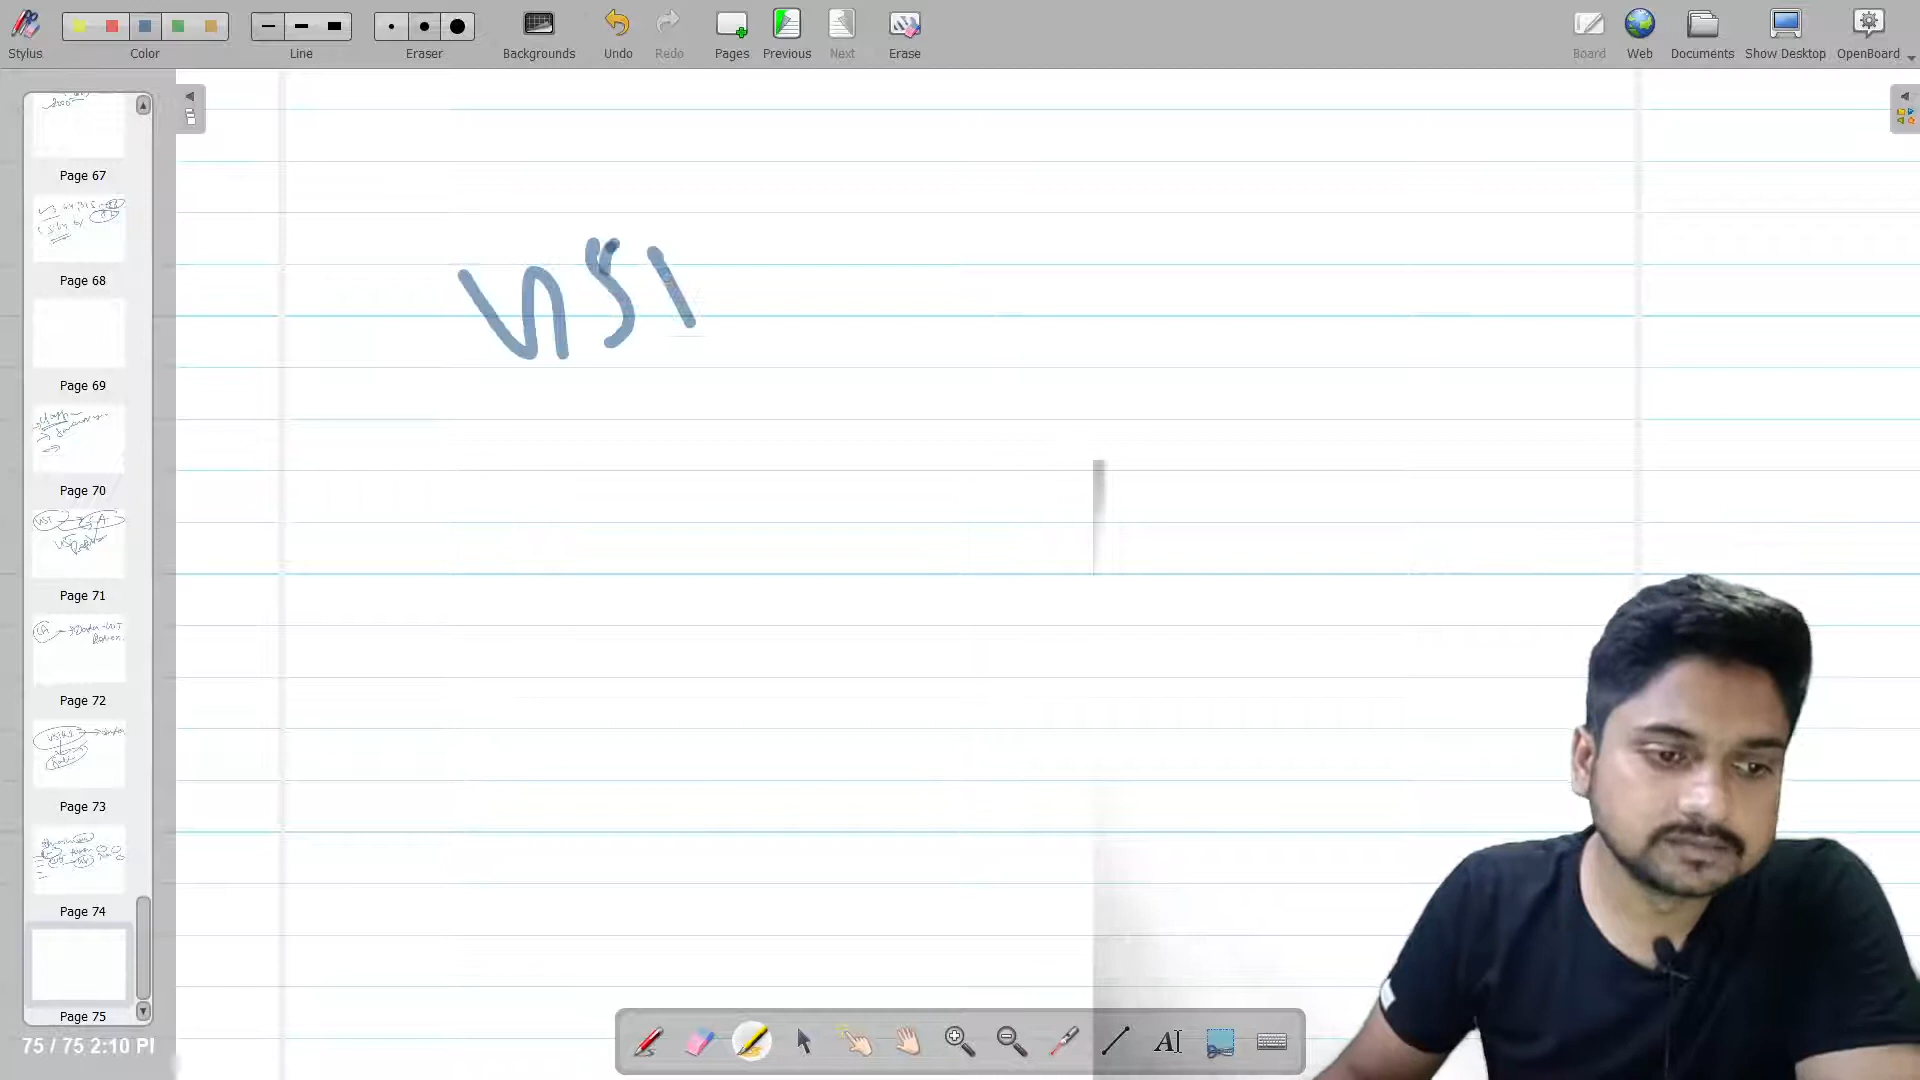 Stylus
Color
Line
Eraser
Backgrounds
Undo
Redo
Pages
Previous
Next
Erase
Board
Web
Documents
Show Desktop
OpenBoard
Page 67
Page 68
Page 69
Page 70
Page 71
Page 72
Page 73
Page 74
Page 75
75 / 75 2:10 PI